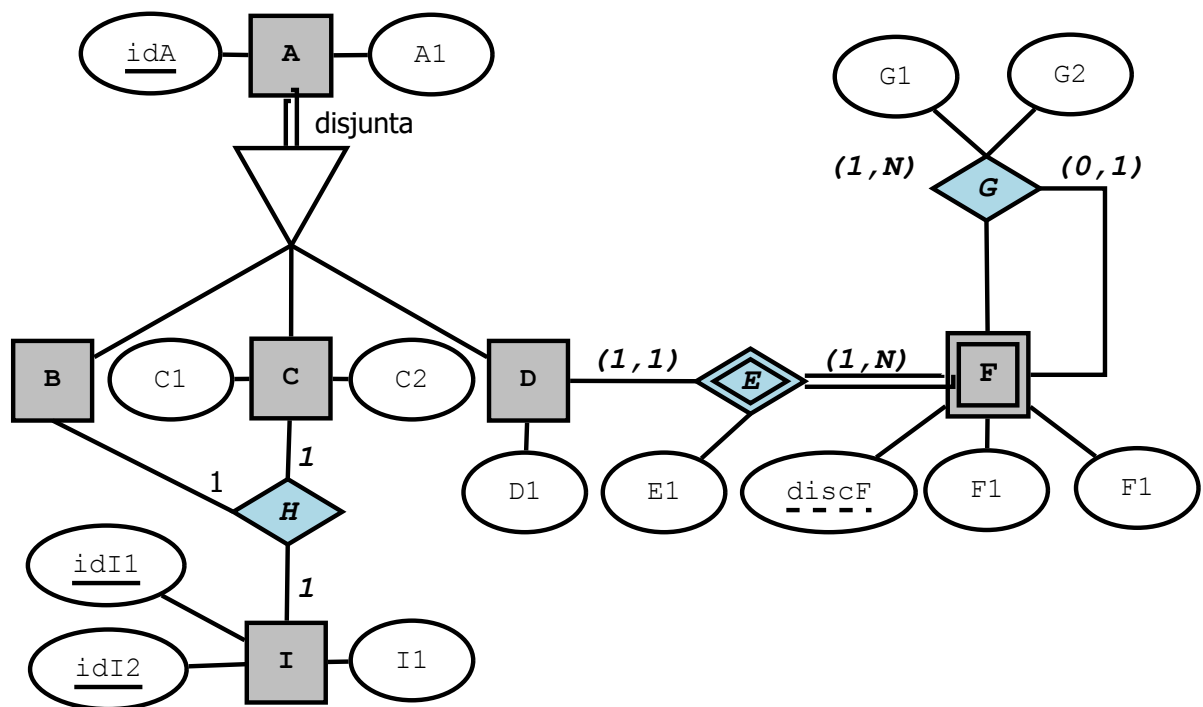 idA
A
A1
disjunta
G1
G2
(1,N)
G
(0,1)
B
C1
C
C2
D
(1,1)
E
(1,N)
F
1
1
H
D1
E1
discF
F1
F1
idI1
1
idI2
I
I1